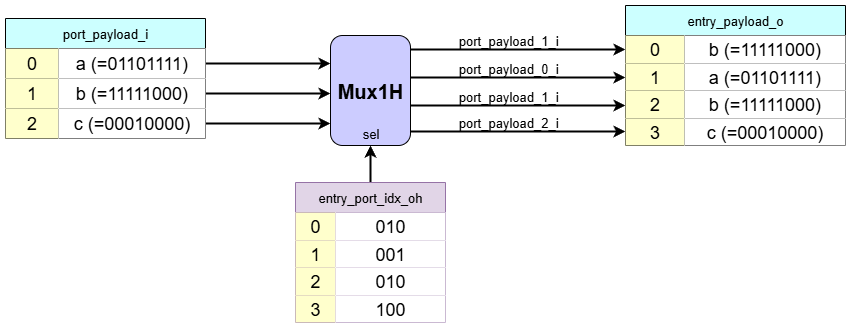 port_payload_i
0 a (=01101111)
1 b (=11111000)
2 c (=00010000)
Mux1H
sel
port_payload_1_i
port_payload_0_i
port_payload_1_i
port_payload_2_i
entry_payload_o
0 b (=11111000)
1 a (=01101111)
2 b (=11111000)
3 c (=00010000)
entry_port_idx_oh
0 010
1 001
2 010
3 100